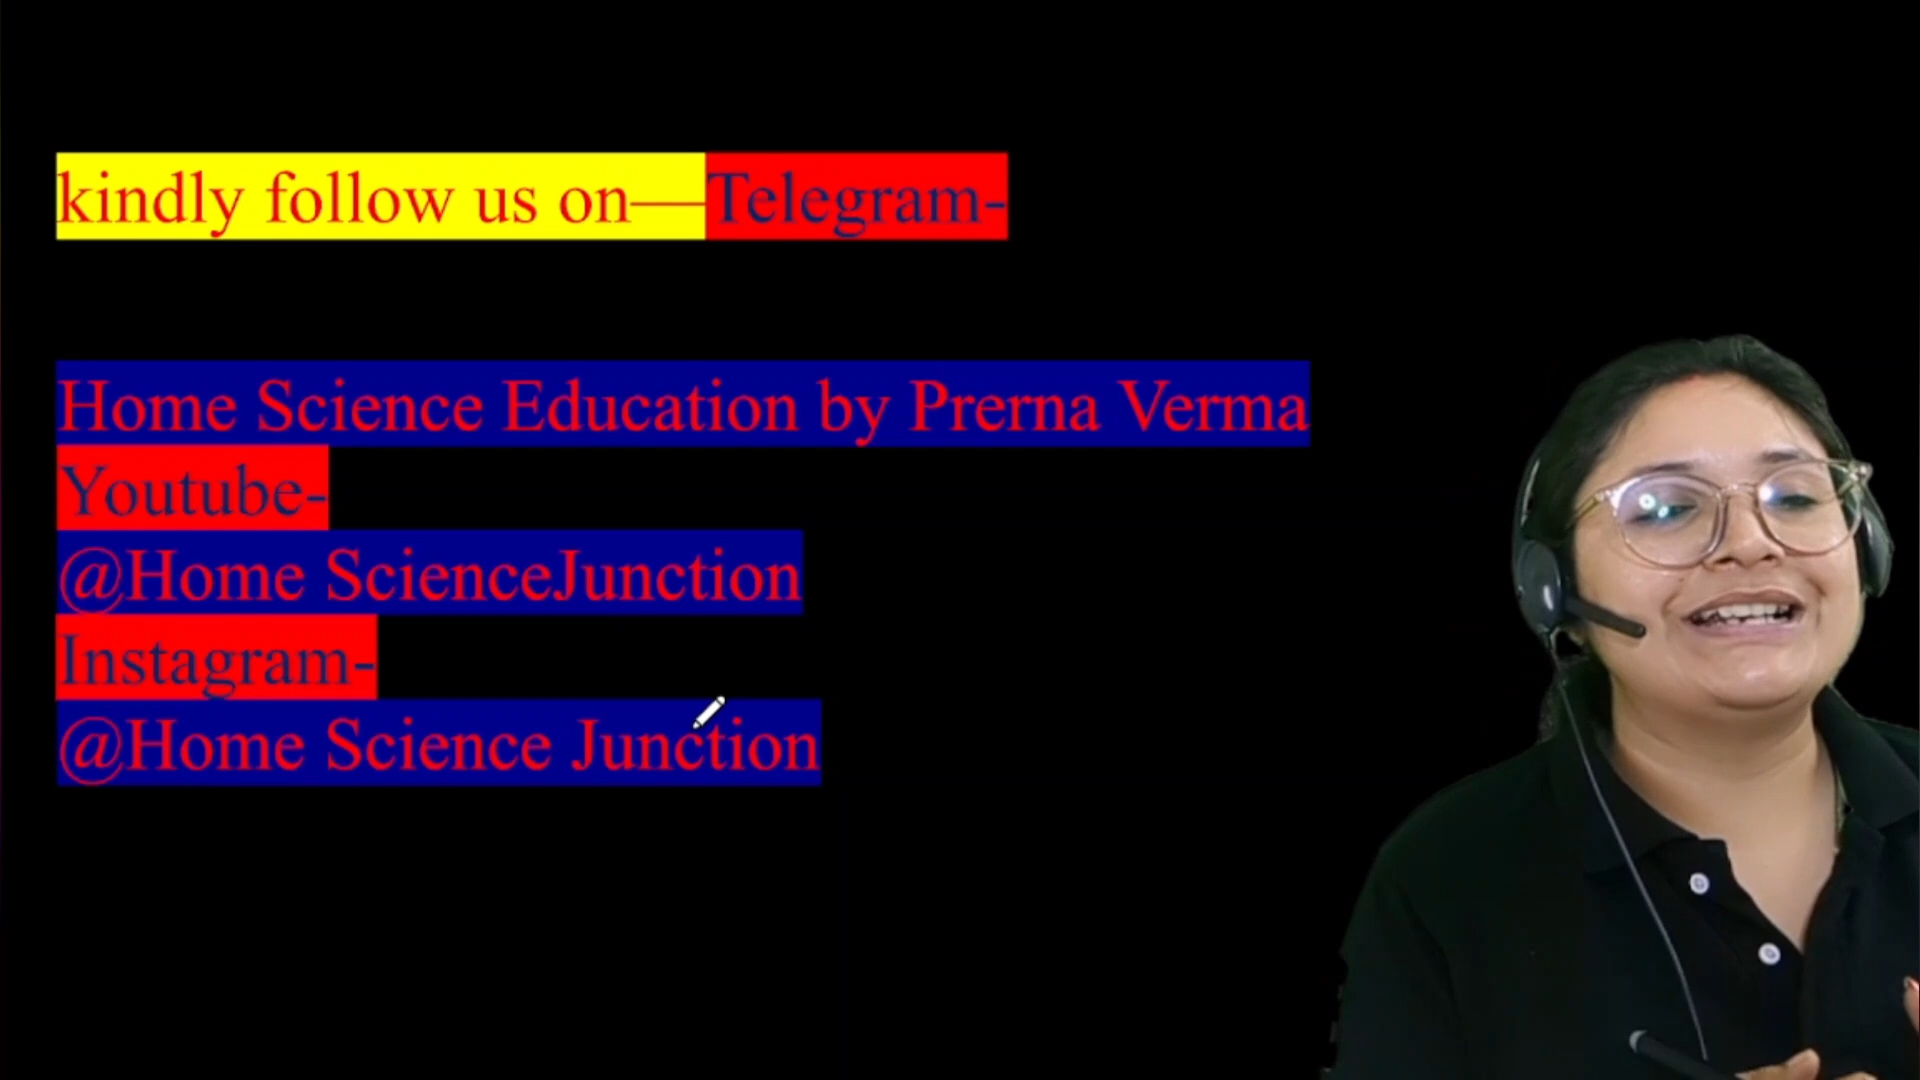 kindly follow us on—Telegram-
Home Science Education by Prerna Verma
Youtube-
@Home ScienceJunction
Instagram-
@Home Science Junction